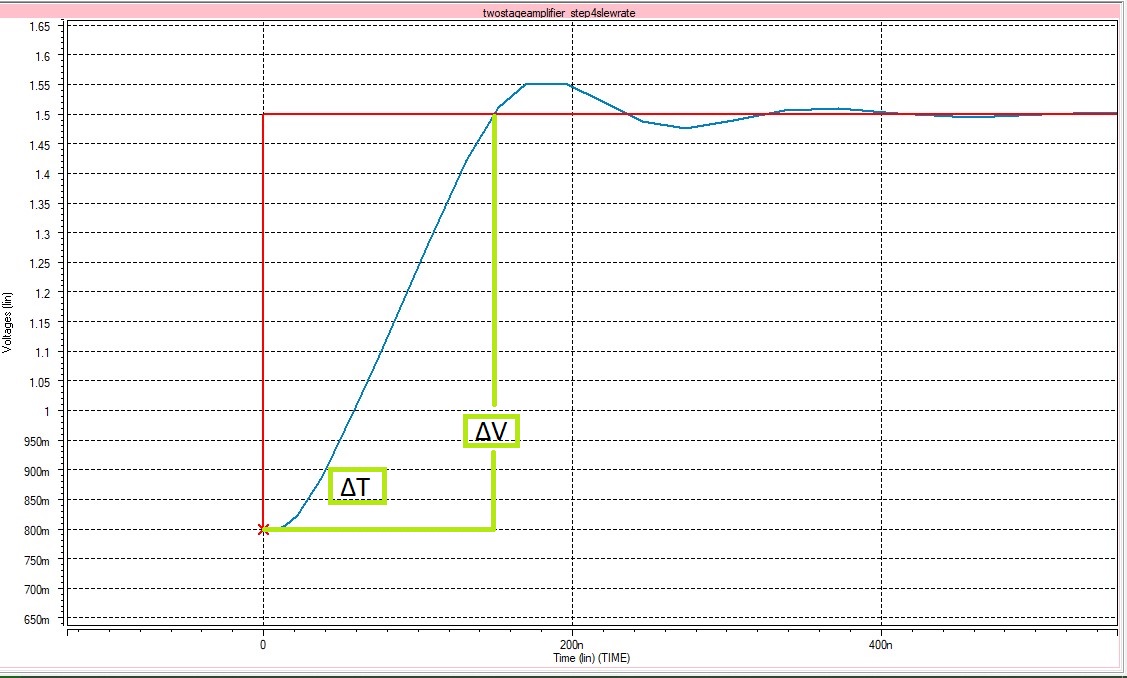 twostageamplifier step4slewrate
1.65
1.6
1.55
1.5
1.45
1.4
1.35
1.3
1.25
1.2
1.15
1.1
1.05
1
950m
900m
850m
800m
750m
700m
650m
Voltages (lin)
ΔV
ΔT
0
200n
400n
Time (lin) (TIME)